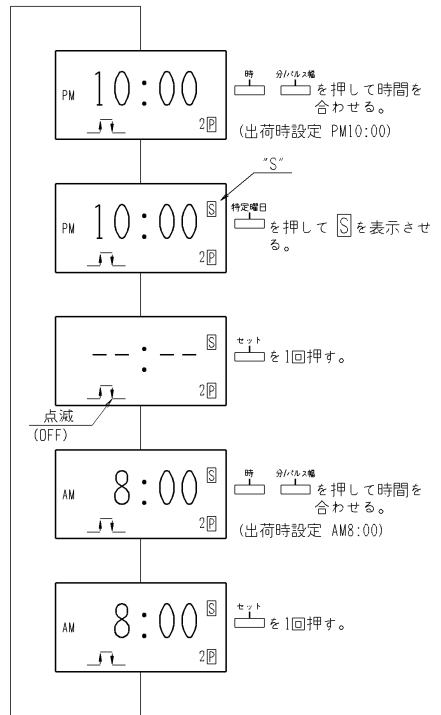 PM 10:00
2P
時 分/パルス幅 を押して時間を
合わせる。
(出荷時設定 PM10:00)
"S"
PM 10:00 S
2P
特定曜日 を押して S を表示させ
る。
--:-- S
2P
セット を1回押す。
点滅
(OFF)
AM 8:00 S
2P
時 分/パルス幅 を押して時間を
合わせる。
(出荷時設定 AM8:00)
AM 8:00 S
2P
セット を1回押す。